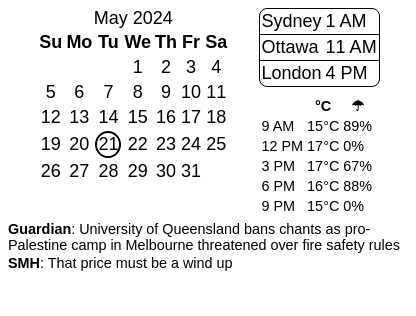 May 2024
Su Mo Tu We Th Fr Sa
1 2 3 4
5 6 7 8 9 10 11
12 13 14 15 16 17 18
19 20 21 22 23 24 25
26 27 28 29 30 31
Sydney 1 AM
Ottawa 11 AM
London 4 PM
°C ☂
9 AM 15°C 89%
12 PM 17°C 0%
3 PM 17°C 67%
6 PM 16°C 88%
9 PM 15°C 0%
Guardian: University of Queensland bans chants as pro-
Palestine camp in Melbourne threatened over fire safety rules
SMH: That price must be a wind up